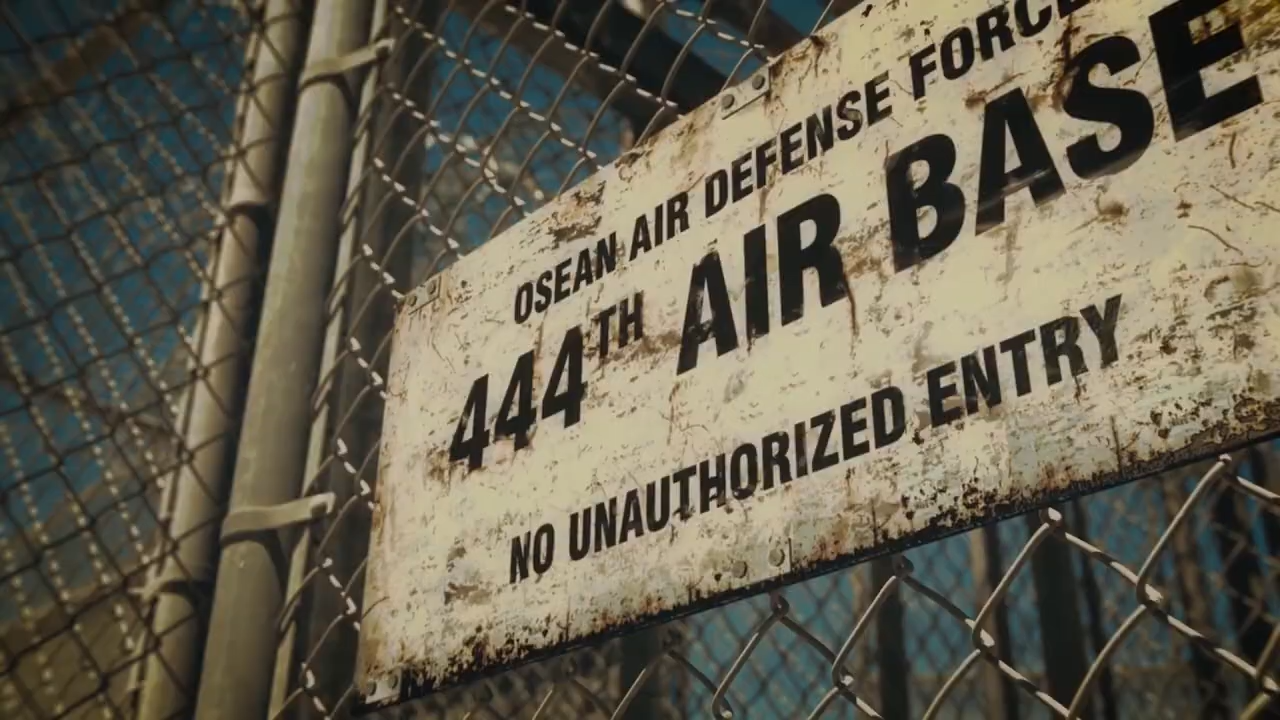 OSEAN AIR DEFENSE FORCE
444TH AIR BASE
NO UNAUTHORIZED ENTRY